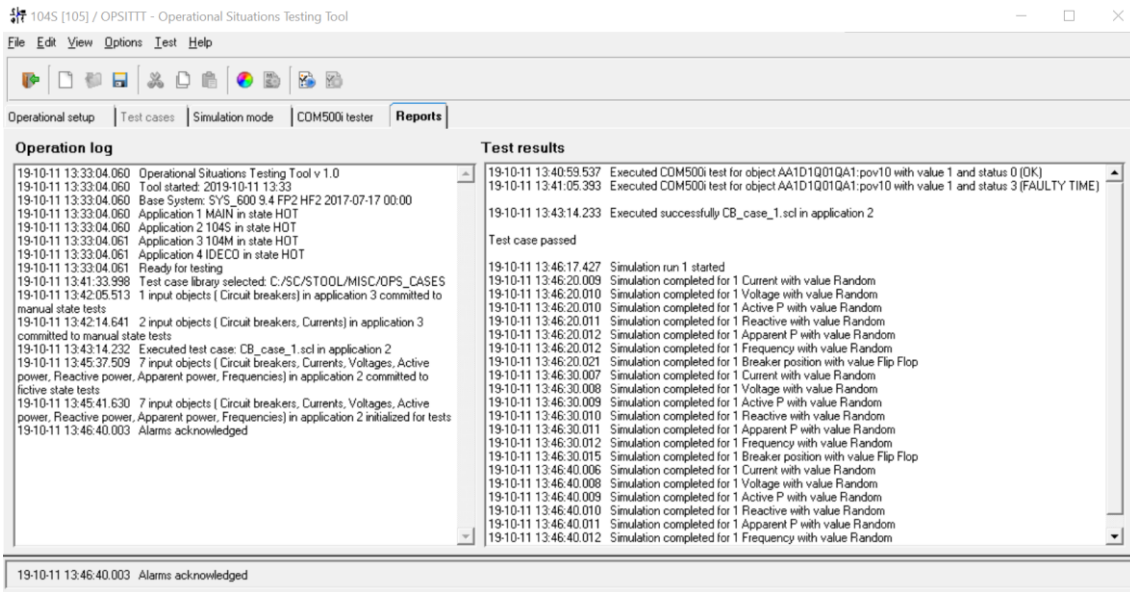 104S [105] / OPSITTT - Operational Situations Testing Tool
File Edit View Options Test Help
Operational setup Test cases Simulation mode COM500i tester Reports
Operation log
19-10-11 13:33:04.060 Operational Situations Testing Tool v 1.0
19-10-11 13:33:04.060 Tool started: 2019-10-11 13:33
19-10-11 13:33:04.060 Base System: SYS_600 9.4 FP2 HF2 2017-07-17 00:00
19-10-11 13:33:04.060 Application 1 MAIN in state HOT
19-10-11 13:33:04.060 Application 2 104S in state HOT
19-10-11 13:33:04.061 Application 3 104M in state HOT
19-10-11 13:33:04.061 Application 4 IDECO in state HOT
19-10-11 13:33:04.061 Ready for testing
19-10-11 13:41:33.998 Test case library selected: C:/SC/STOOL/MISC/OPS_CASES
19-10-11 13:42:05.513 1 input objects ( Circuit breakers) in application 3 committed to
manual state tests
19-10-11 13:42:14.641 2 input objects ( Circuit breakers, Currents) in application 3
committed to manual state tests
19-10-11 13:43:14.232 Executed test case: CB_case_1.scl in application 2
19-10-11 13:45:37.509 7 input objects ( Circuit breakers, Currents, Voltages, Active
power, Reactive power, Apparent power, Frequencies) in application 2 committed to
fictive state tests
19-10-11 13:45:41.630 7 input objects ( Circuit breakers, Currents, Voltages, Active
power, Reactive power, Apparent power, Frequencies) in application 2 initialized for tests
19-10-11 13:46:40.003 Alarms acknowledged
Test results
19-10-11 13:40:59.537 Executed COM500i test for object AA1D1Q01QA1:pov10 with value 1 and status 0 (OK)
19-10-11 13:41:05.393 Executed COM500i test for object AA1D1Q01QA1:pov10 with value 1 and status 3 (FAULTY TIME)
19-10-11 13:43:14.233 Executed successfully CB_case_1.scl in application 2
Test case passed
19-10-11 13:46:17.427 Simulation run 1 started
19-10-11 13:46:20.009 Simulation completed for 1 Current with value Random
19-10-11 13:46:20.010 Simulation completed for 1 Voltage with value Random
19-10-11 13:46:20.010 Simulation completed for 1 Active P with value Random
19-10-11 13:46:20.011 Simulation completed for 1 Reactive with value Random
19-10-11 13:46:20.012 Simulation completed for 1 Apparent P with value Random
19-10-11 13:46:20.012 Simulation completed for 1 Frequency with value Random
19-10-11 13:46:20.021 Simulation completed for 1 Breaker position with value Flip Flop
19-10-11 13:46:30.007 Simulation completed for 1 Current with value Random
19-10-11 13:46:30.008 Simulation completed for 1 Voltage with value Random
19-10-11 13:46:30.009 Simulation completed for 1 Active P with value Random
19-10-11 13:46:30.010 Simulation completed for 1 Reactive with value Random
19-10-11 13:46:30.011 Simulation completed for 1 Apparent P with value Random
19-10-11 13:46:30.012 Simulation completed for 1 Frequency with value Random
19-10-11 13:46:30.015 Simulation completed for 1 Breaker position with value Flip Flop
19-10-11 13:46:40.006 Simulation completed for 1 Current with value Random
19-10-11 13:46:40.008 Simulation completed for 1 Voltage with value Random
19-10-11 13:46:40.009 Simulation completed for 1 Active P with value Random
19-10-11 13:46:40.010 Simulation completed for 1 Reactive with value Random
19-10-11 13:46:40.011 Simulation completed for 1 Apparent P with value Random
19-10-11 13:46:40.012 Simulation completed for 1 Frequency with value Random
19-10-11 13:46:40.003 Alarms acknowledged